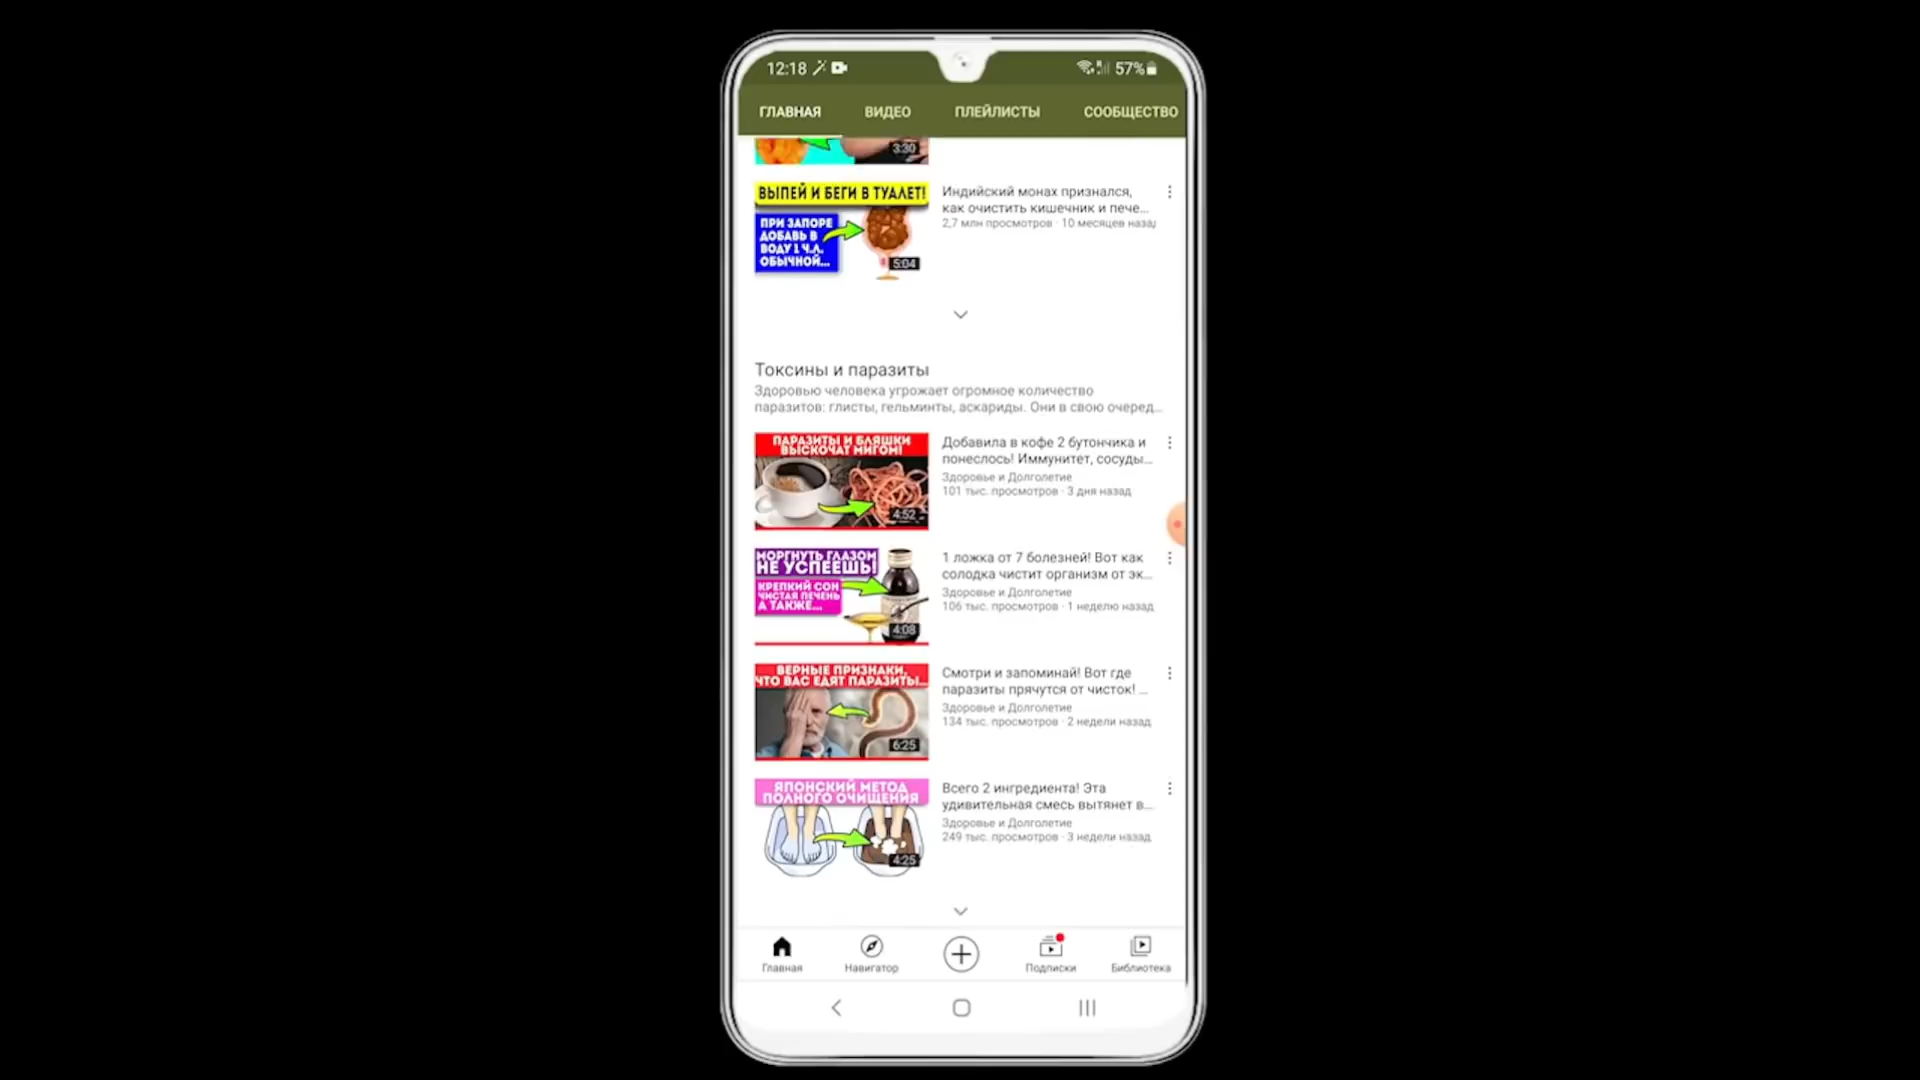 12:18 57%
ГЛАВНАЯ ВИДЕО ПЛЕЙЛИСТЫ СООБЩЕСТВО
3:30
ВЫПЕЙ И БЕГИ В ТУАЛЕТ!
ПРИ ЗАПОРЕ
ДОБАВЬ В
ВОДУ 1 Ч.Л.
ОБЫЧНОЙ...
5:04
Индийский монах признался,
как очистить кишечник и пече...
2,7 млн просмотров · 10 месяцев назад
Токсины и паразиты
Здоровью человека угрожает огромное количество
паразитов: глисты, гельминты, аскариды. Они в свою очеред...
ПАРАЗИТЫ И БЛЯШКИ
ВЫСКОЧАТ МИГОМ!
4:52
Добавила в кофе 2 бутончика и
понеслось! Иммунитет, сосуды...
Здоровье и Долголетие
101 тыс. просмотров · 3 дня назад
МОРГНУТЬ ГЛАЗОМ
НЕ УСПЕЕШЬ!
КРЕПКИЙ СОН
ЧИСТАЯ ПЕЧЕНЬ
А ТАКЖЕ...
4:08
1 ложка от 7 болезней! Вот как
солодка чистит организм от эк...
Здоровье и Долголетие
106 тыс. просмотров · 1 неделю назад
ВЕРНЫЕ ПРИЗНАКИ,
ЧТО ВАС ЕДЯТ ПАРАЗИТЫ...
6:25
Смотри и запоминай! Вот где
паразиты прячутся от чисток! ...
Здоровье и Долголетие
134 тыс. просмотров · 2 недели назад
ЯПОНСКИЙ МЕТОД
ПОЛНОГО ОЧИЩЕНИЯ
4:25
Всего 2 ингредиента! Эта
удивительная смесь вытянет в...
Здоровье и Долголетие
249 тыс. просмотров · 3 недели назад
Главная Навигатор Подписки Библиотека